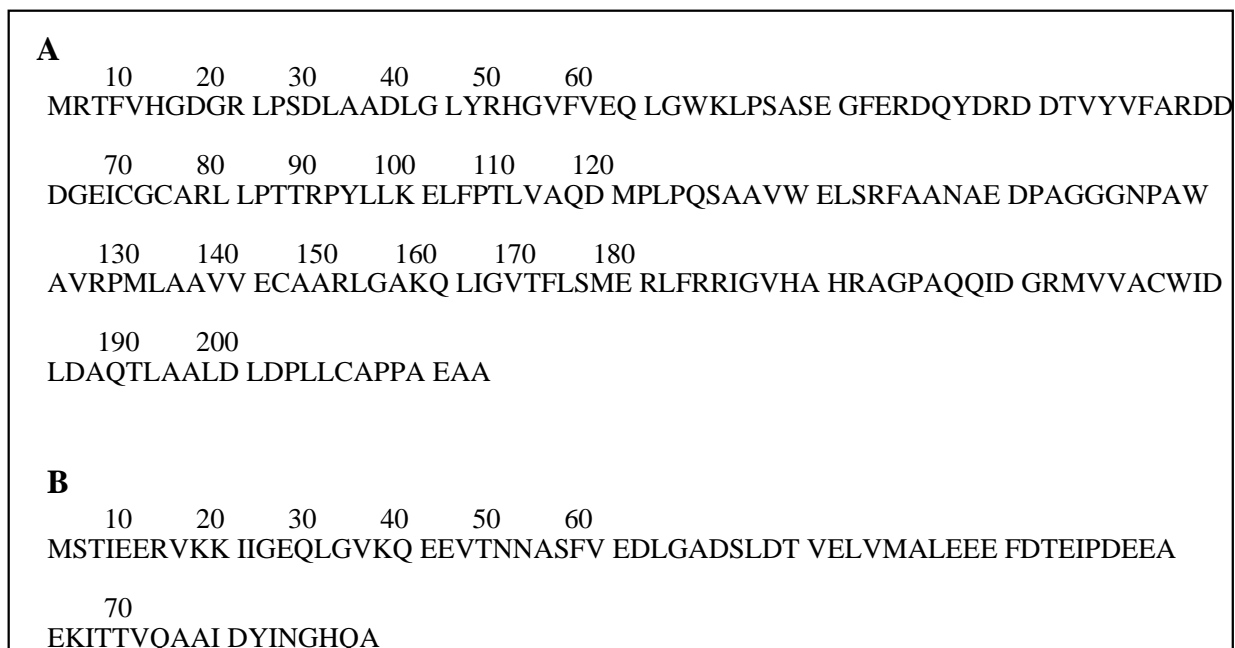 A
10 20 30 40 50 60
MRTFVHGDGR LPSDLAADLG LYRHGVFVEQ LGWKLPSASE GFERDQYDRD DTVYVFARDD
70 80 90 100 110 120
DGEICGCARL LPTTRPYLLK ELFPTLVAQD MPLPQSAAVW ELSRFAANAE DPAGGGNPAW
130 140 150 160 170 180
AVRPMLAAVV ECAARLGAKQ LIGVTFLSME RLFRRIGVHA HRAGPAQQID GRMVVACWID
190 200
LDAQTLAALD LDPLLCAPPA EAA
B
10 20 30 40 50 60
MSTIEERVKK IIGEQLGVKQ EEVTNNASFV EDLGADSLDT VELVMALEEE FDTEIPDEEA
70
EKITTVQAAI DYINGHQA